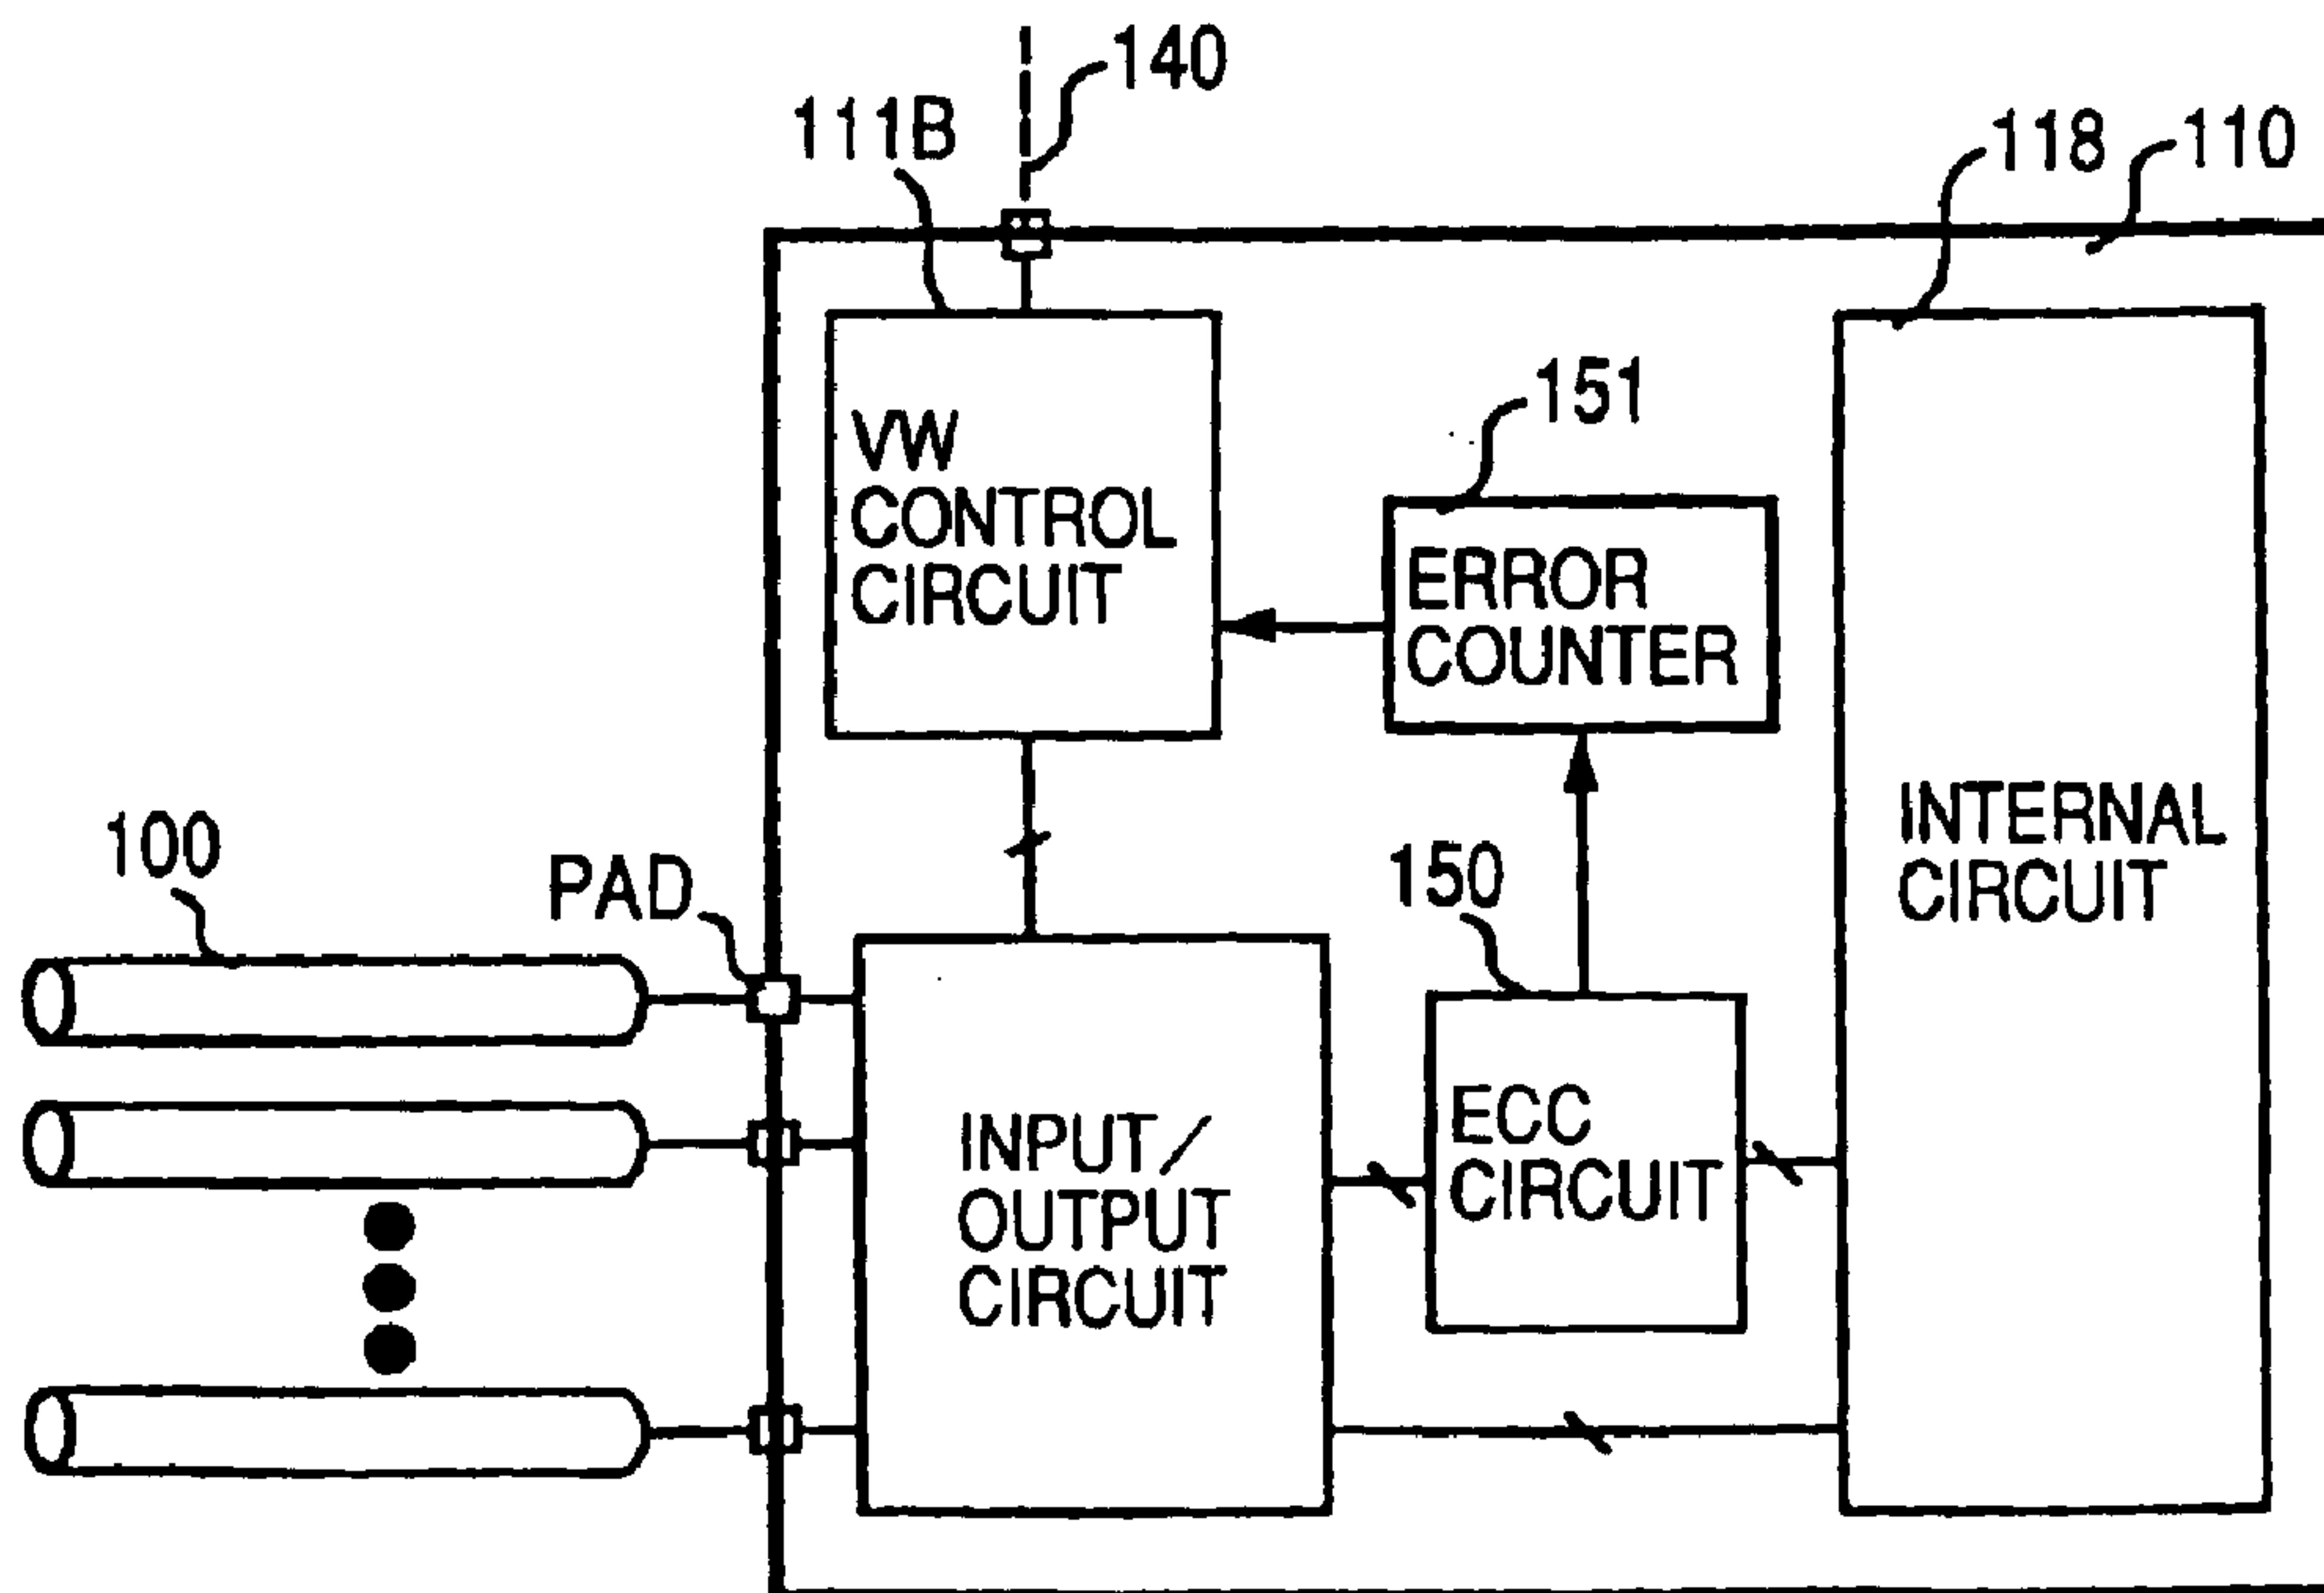 140
111B
118
110
VW
CONTROL
CIRCUIT
151
ERROR
COUNTER
INTERNAL
CIRCUIT
100
PAD
150
INPUT/
OUTPUT
CIRCUIT
ECC
CIRCUIT